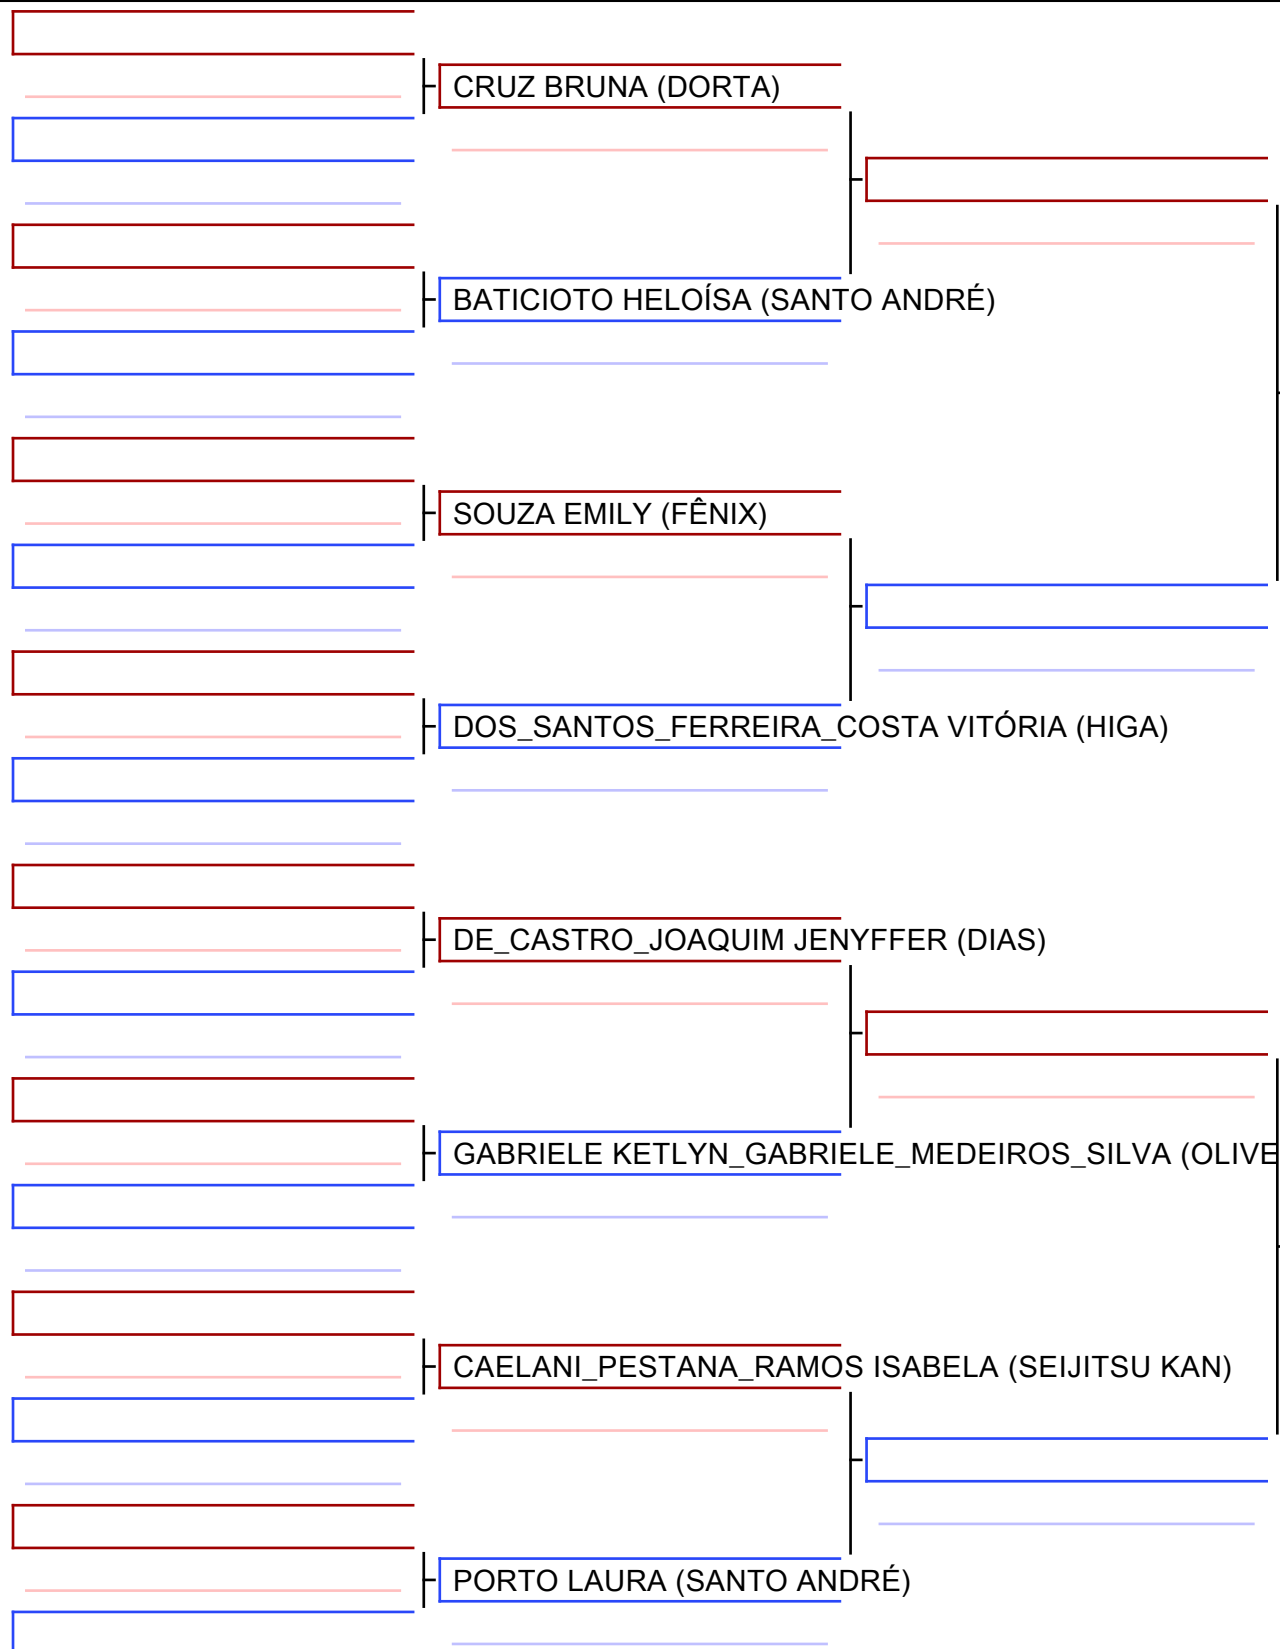 CRUZ BRUNA (DORTA)
BATICIOTO HELOÍSA (SANTO ANDRÉ)
SOUZA EMILY (FÊNIX)
DOS_SANTOS_FERREIRA_COSTA VITÓRIA (HIGA)
DE_CASTRO_JOAQUIM JENYFFER (DIAS)
GABRIELE KETLYN_GABRIELE_MEDEIROS_SILVA (OLIVE
CAELANI_PESTANA_RAMOS ISABELA (SEIJITSU KAN)
PORTO LAURA (SANTO ANDRÉ)